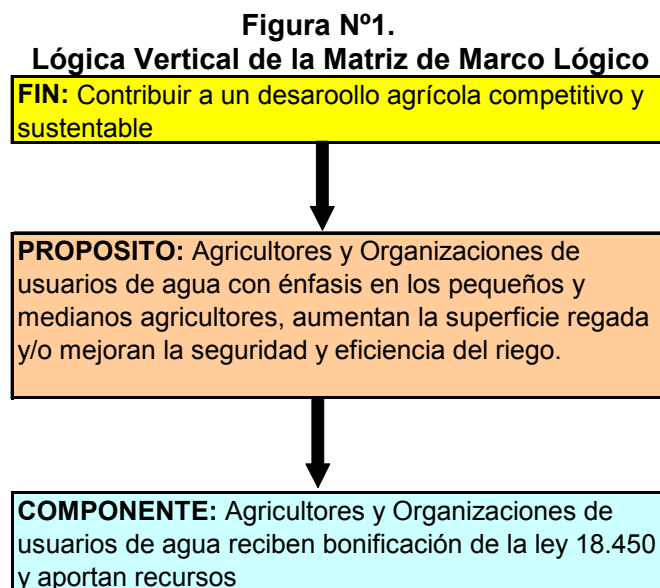 Figura Nº1.
Lógica Vertical de la Matriz de Marco Lógico
FIN: Contribuir a un desaroollo agrícola competitivo y
sustentable
PROPOSITO: Agricultores y Organizaciones de
usuarios de agua con énfasis en los pequeños y
medianos agricultores, aumentan la superficie regada
y/o mejoran la seguridad y eficiencia del riego.
COMPONENTE: Agricultores y Organizaciones de
usuarios de agua reciben bonificación de la ley 18.450
y aportan recursos